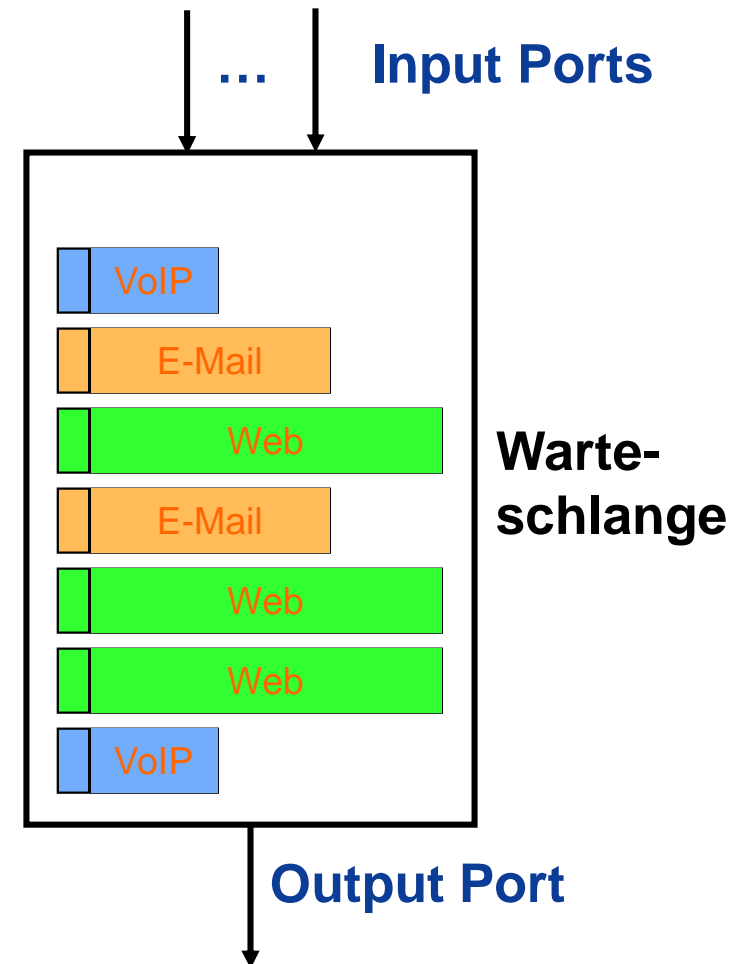 ... Input Ports
VoIP
E-Mail
Web
E-Mail
Web
Web
VoIP
Warte-
schlange
Output Port